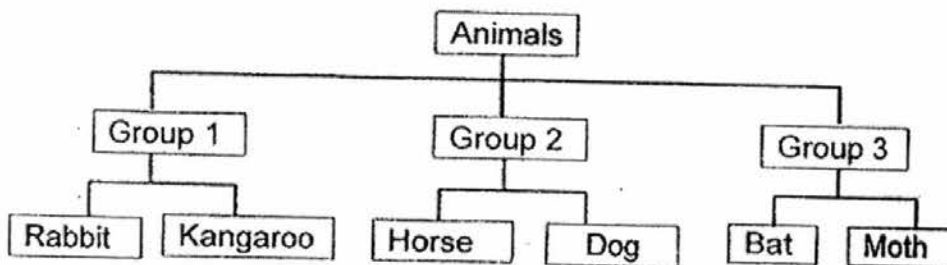 Animals
Group 1 Group 2 Group 3
Rabbit Kangaroo Horse Dog Bat Moth